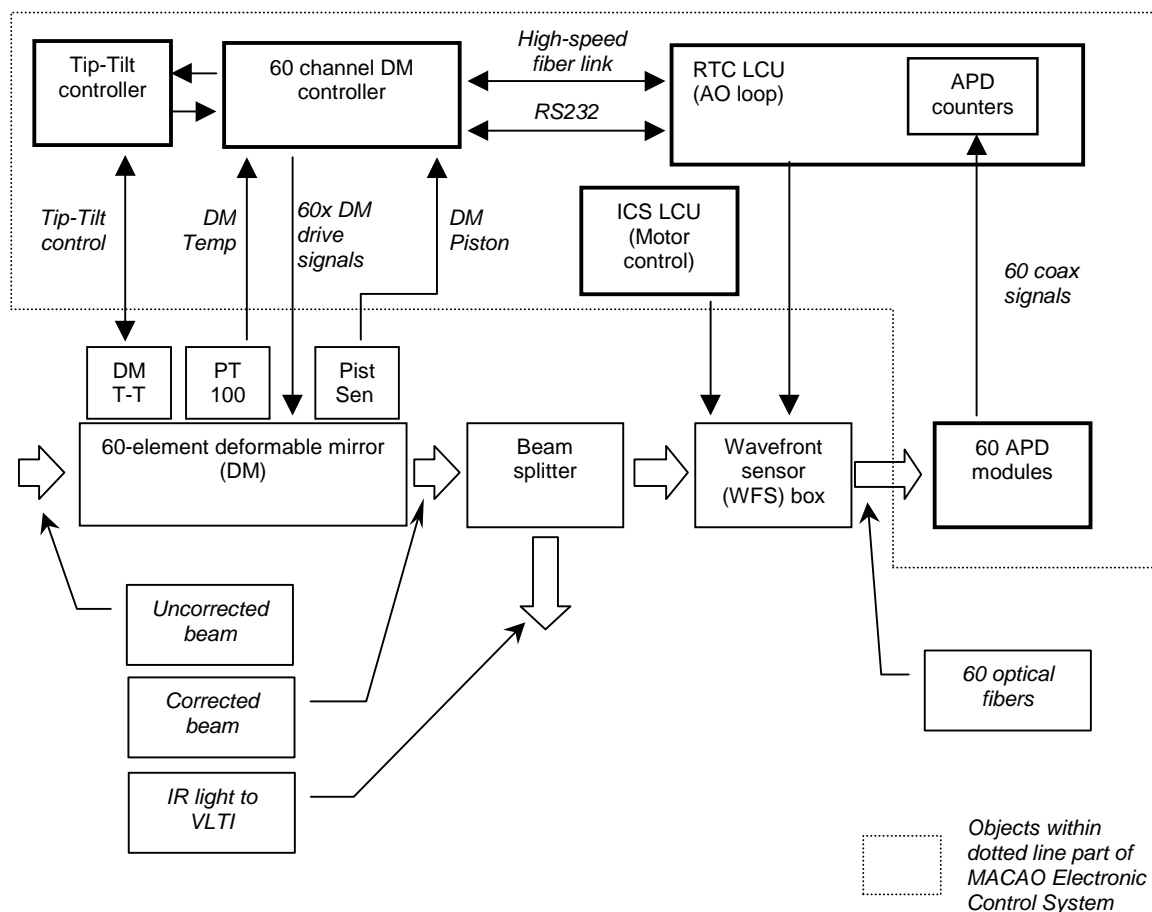 Tip-Tilt
controller
60 channel DM
controller
High-speed
fiber link
RS232
RTC LCU
(AO loop)
APD
counters
Tip-Tilt
control
DM
Temp
60x DM
drive
signals
DM
Piston
ICS LCU
(Motor
control)
60 coax
signals
DM
T-T
PT
100
Pist
Sen
60-element deformable mirror
(DM)
Beam
splitter
Wavefront
sensor
(WFS) box
60 APD
modules
Uncorrected
beam
Corrected
beam
IR light to
VLTI
60 optical
fibers
Objects within
dotted line part of
MACAO Electronic
Control System